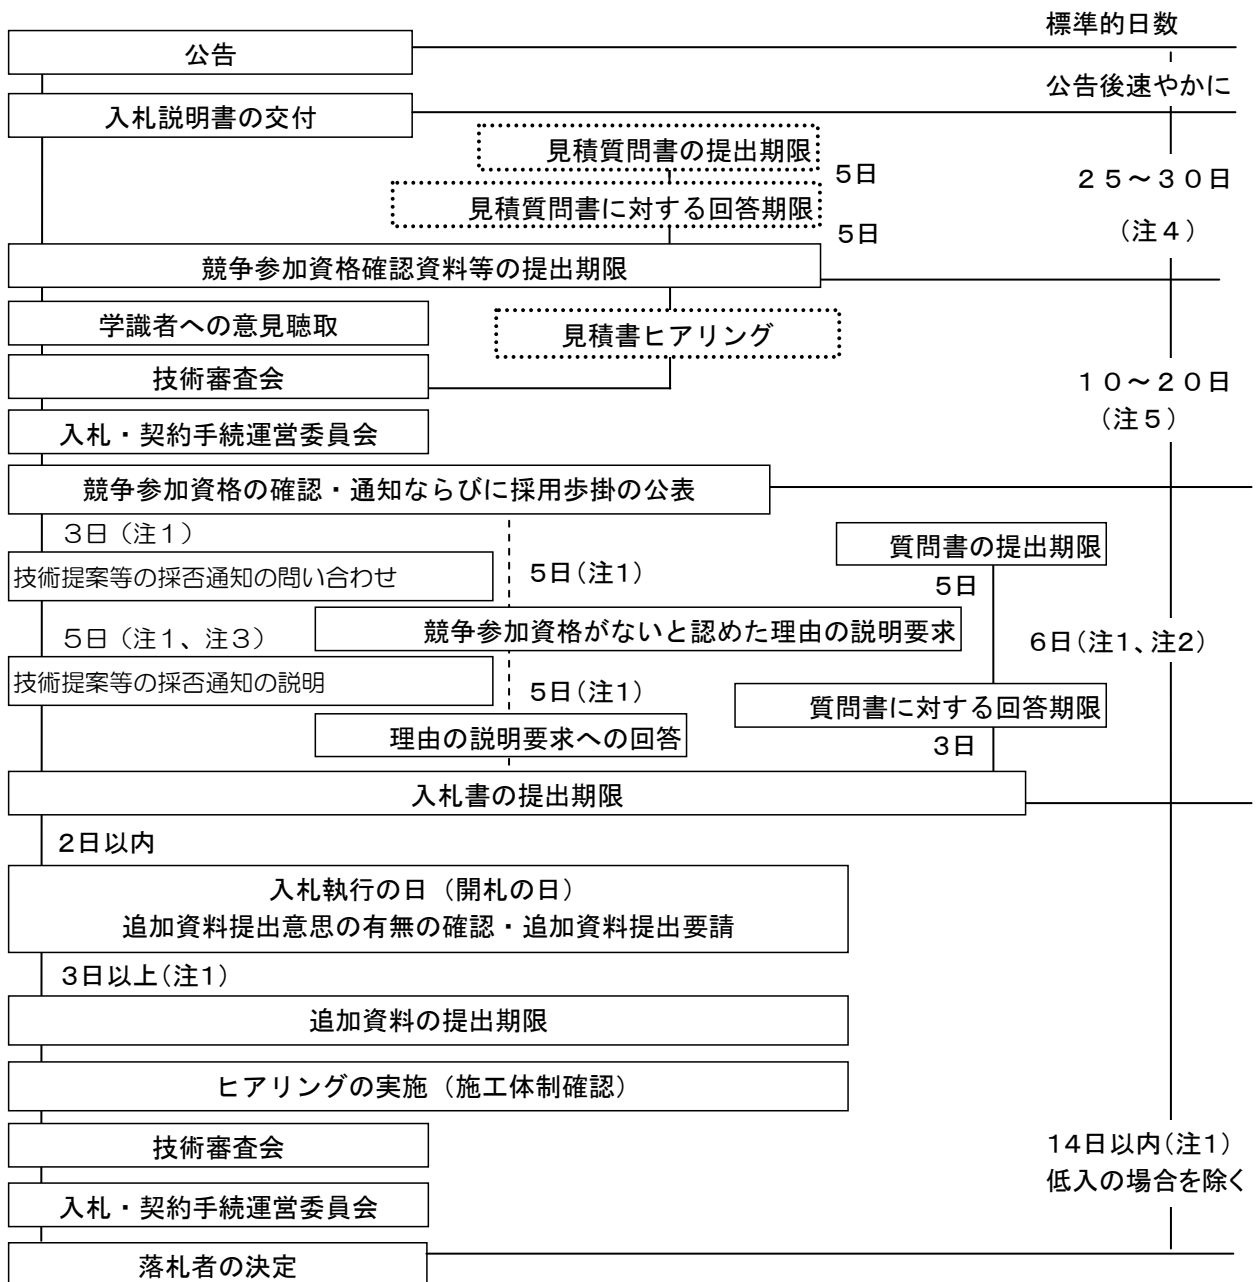 標準的日数
公告
公告後速やかに
入札説明書の交付
見積質問書の提出期限
5日
25～30日
見積質問書に対する回答期限
5日
（注4）
競争参加資格確認資料等の提出期限
学識者への意見聴取
見積書ヒアリング
技術審査会
10～20日
（注5）
入札・契約手続運営委員会
競争参加資格の確認・通知ならびに採用歩掛の公表
3日（注1）
質問書の提出期限
技術提案等の採否通知の問い合わせ
5日（注1）
5日
競争参加資格がないと認めた理由の説明要求
5日（注1、注3）
6日（注1、注2）
技術提案等の採否通知の説明
5日（注1）
質問書に対する回答期限
理由の説明要求への回答
3日
入札書の提出期限
2日以内
入札執行の日（開札の日）
追加資料提出意思の有無の確認・追加資料提出要請
3日以上（注1）
追加資料の提出期限
ヒアリングの実施（施工体制確認）
技術審査会
14日以内（注1）
低入の場合を除く
入札・契約手続運営委員会
落札者の決定